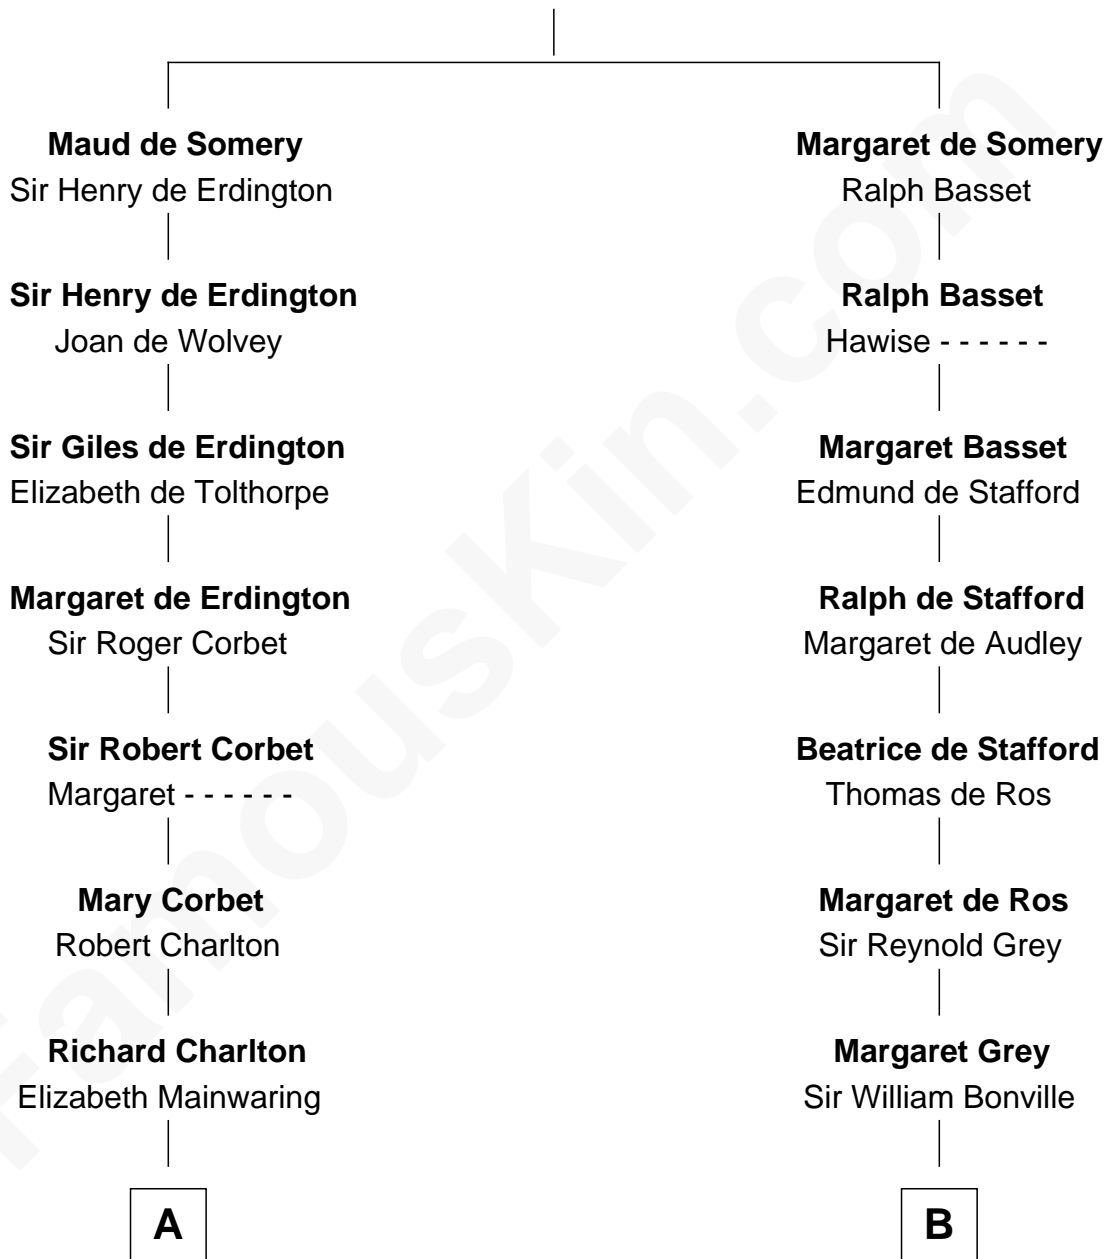 Maud de Somery
Sir Henry de Erdington
Sir Henry de Erdington
Joan de Wolvey
Sir Giles de Erdington
Elizabeth de Tolthorpe
Margaret de Erdington
Sir Roger Corbet
Sir Robert Corbet
Margaret - - - - - -
Mary Corbet
Robert Charlton
Richard Charlton
Elizabeth Mainwaring
A
Margaret de Somery
Ralph Basset
Ralph Basset
Hawise - - - - - -
Margaret Basset
Edmund de Stafford
Ralph de Stafford
Margaret de Audley
Beatrice de Stafford
Thomas de Ros
Margaret de Ros
Sir Reynold Grey
Margaret Grey
Sir William Bonville
B
FamousKin.com